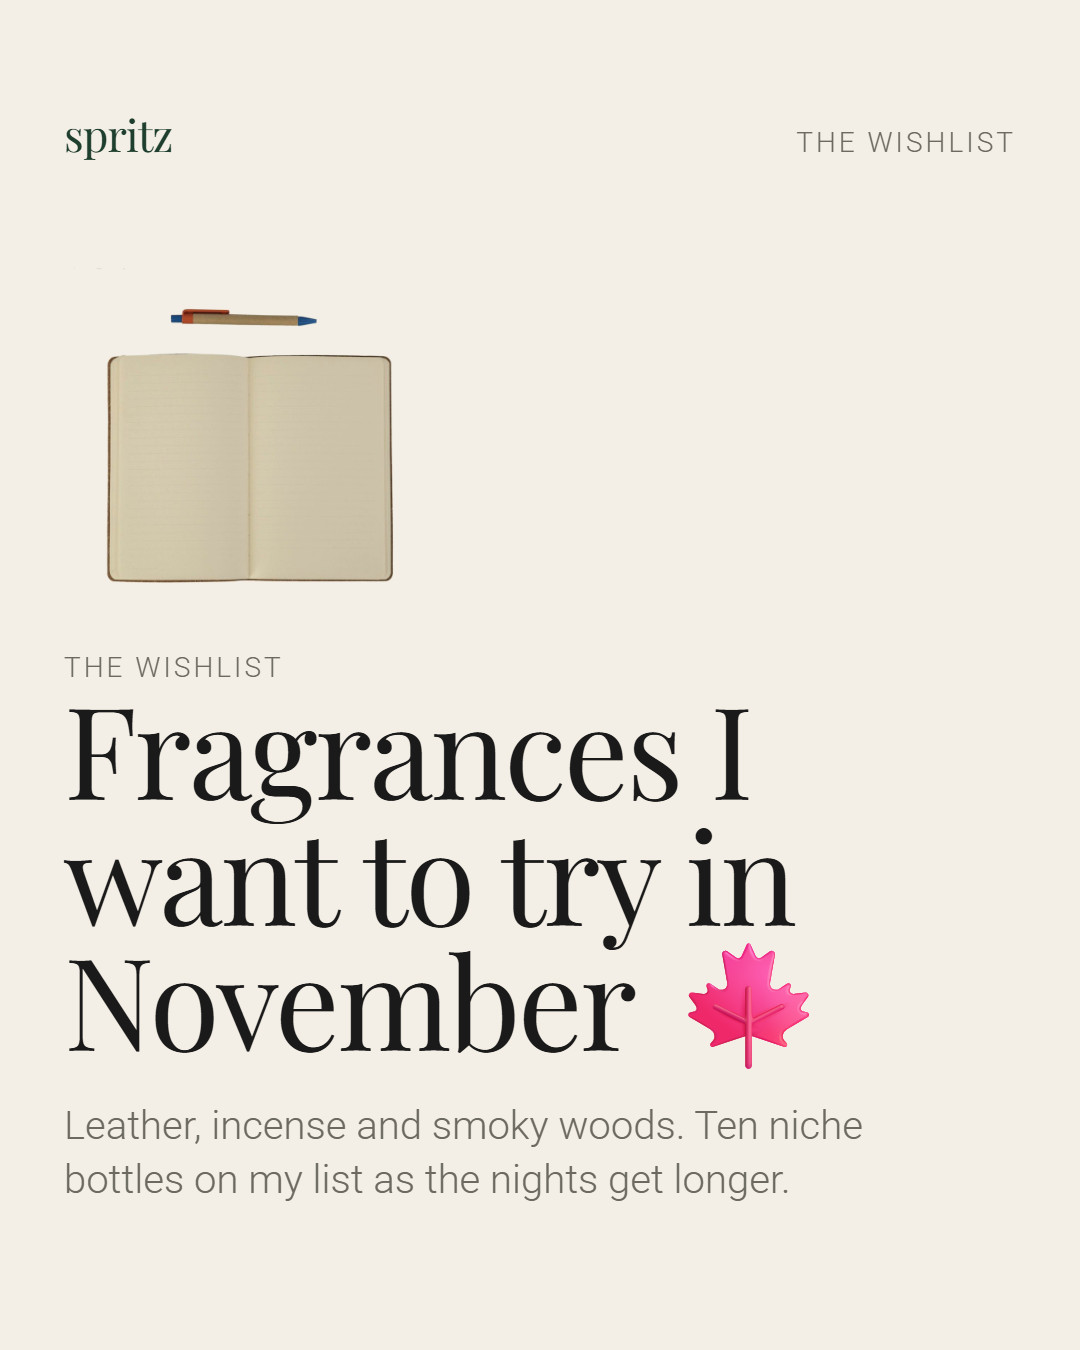 spritz
THE WISHLIST
THE WISHLIST
Fragrances I
want to try in
November
Leather, incense and smoky woods. Ten niche
bottles on my list as the nights get longer.